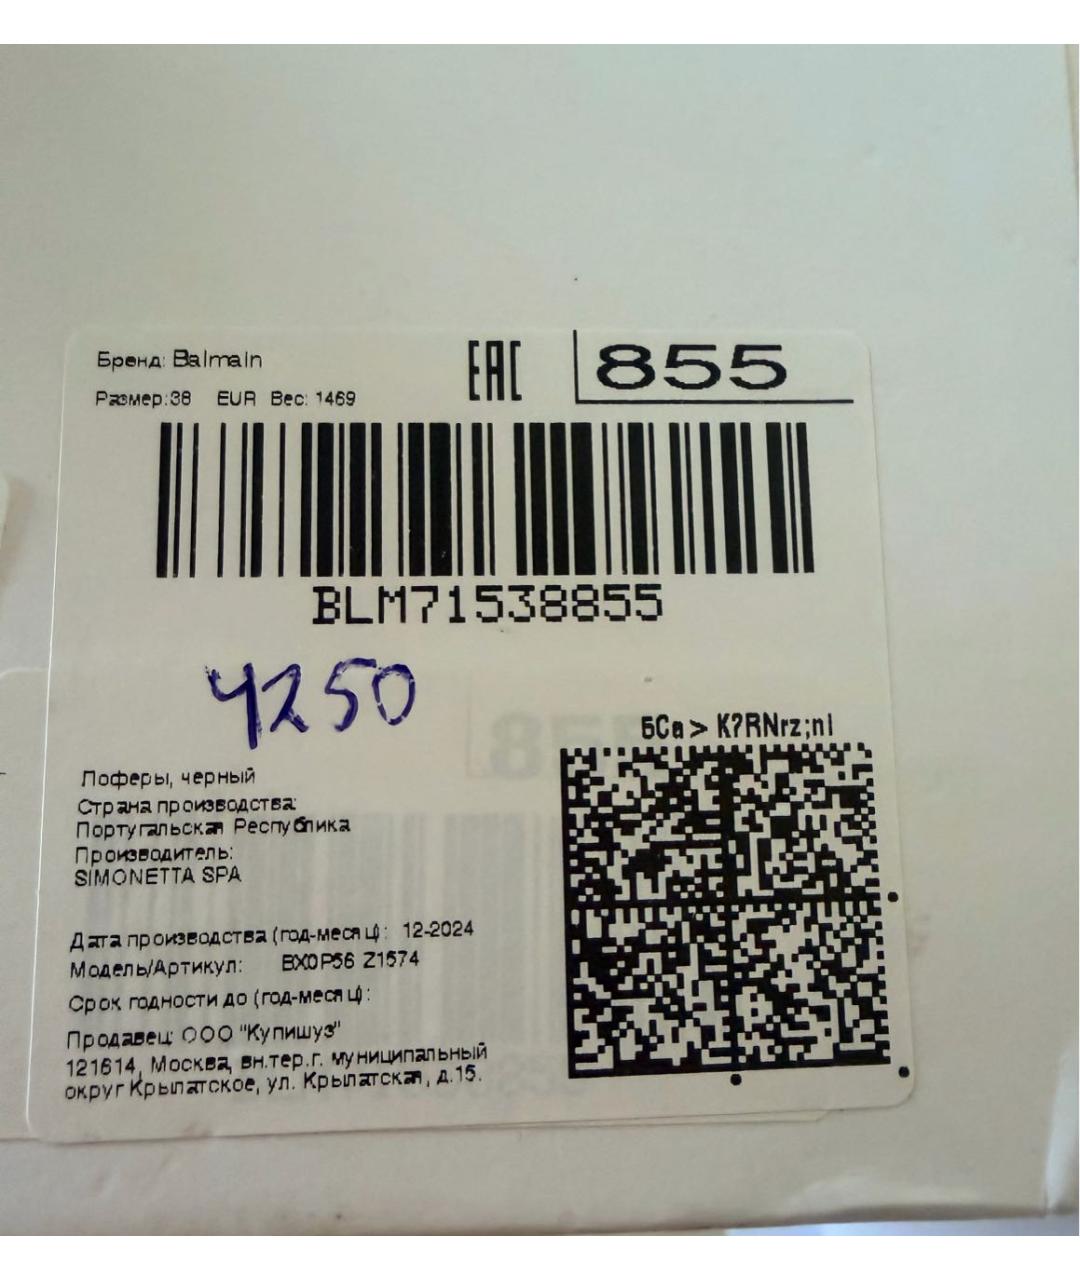 Бренд: Balmain
EAC
855
Размер:38 EUR Вес: 1469
BLM71538855
4250
5Ca > K?RNrz;nl
Лоферы, черный
Страна производства:
Португальская Республика
Производитель:
SIMONETTA SPA
Дата производства (год-месяц): 12-2024
Модель/Артикул: BX0P56 Z1574
Срок годности до (год-месяц):
Продавец: ООО "Купишуз"
121614, Москва, вн.тер.г. муниципальный
округ Крылатское, ул. Крылатская, д.15.